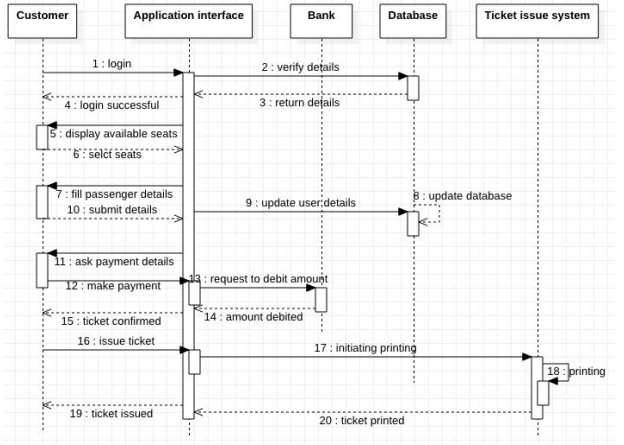 Customer
Application interface
Bank
Database
Ticket issue system
1 : login
2 : verify details
3 : return details
4 : login successful
5 : display available seats
6 : selct seats
7 : fill passenger details
8 : update database
9 : update user details
10 : submit details
11 : ask payment details
12 : make payment
13 : request to debit amount
14 : amount debited
15 : ticket confirmed
16 : issue ticket
17 : initiating printing
18 : printing
19 : ticket issued
20 : ticket printed